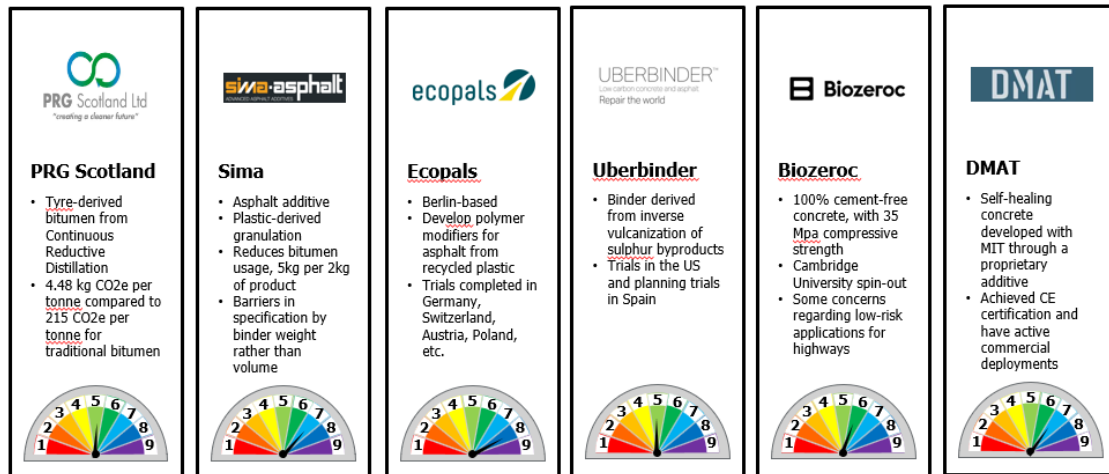 PRG Scotland Ltd
"creating a cleaner future"
PRG Scotland
• Tyre-derived
bitumen from
Continuous
Reductive
Distillation
• 4.48 kg CO2e per
tonne compared to
215 CO2e per
tonne for
traditional bitumen
1 2 3 4 5 6 7 8 9
sima-asphalt
ADVANCED ASPHALT ADDITIVES
Sima
• Asphalt additive
• Plastic-derived
granulation
• Reduces bitumen
usage, 5kg per 2kg
of product
• Barriers in
specification by
binder weight
rather than
volume
1 2 3 4 5 6 7 8 9
ecopals
Ecopals
• Berlin-based
• Develop polymer
modifiers for
asphalt from
recycled plastic
• Trials completed in
Germany,
Switzerland,
Austria, Poland,
etc.
1 2 3 4 5 6 7 8 9
UBERBINDER™
Low carbon concrete and asphalt
Repair the world
Uberbinder
• Binder derived
from inverse
vulcanization of
sulphur byproducts
• Trials in the US
and planning trials
in Spain
1 2 3 4 5 6 7 8 9
Biozeroc
Biozeroc
• 100% cement-free
concrete, with 35
Mpa compressive
strength
• Cambridge
University spin-out
• Some concerns
regarding low-risk
applications for
highways
1 2 3 4 5 6 7 8 9
DMAT
DMAT
• Self-healing
concrete
developed with
MIT through a
proprietary
additive
• Achieved CE
certification and
have active
commercial
deployments
1 2 3 4 5 6 7 8 9